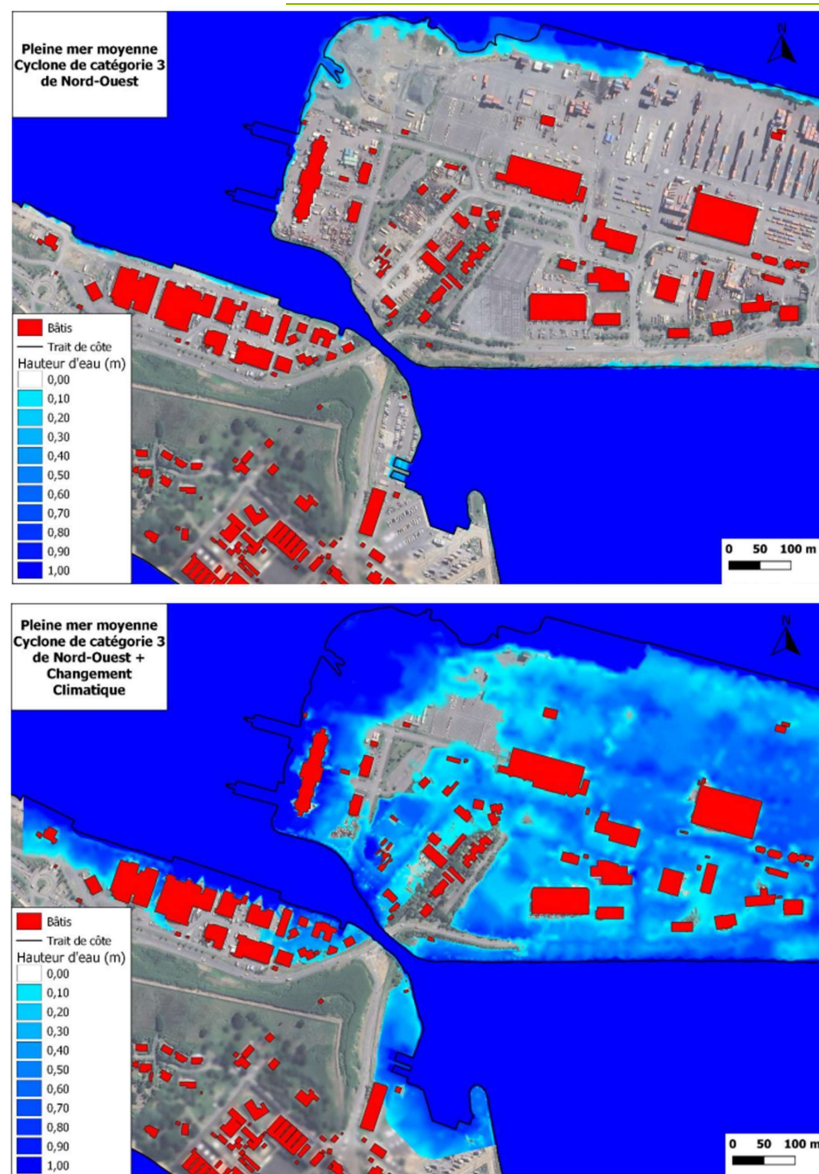 Pleine mer moyenne
Cyclone de catégorie 3
de Nord-Ouest
N
Bâtis
Trait de côte
Hauteur d'eau (m)
0,00
0,10
0,20
0,30
0,40
0,50
0,60
0,70
0,80
0,90
1,00
0 50 100 m
Pleine mer moyenne
Cyclone de catégorie 3
de Nord-Ouest +
Changement
Climatique
N
Bâtis
Trait de côte
Hauteur d'eau (m)
0,00
0,10
0,20
0,30
0,40
0,50
0,60
0,70
0,80
0,90
1,00
0 50 100 m